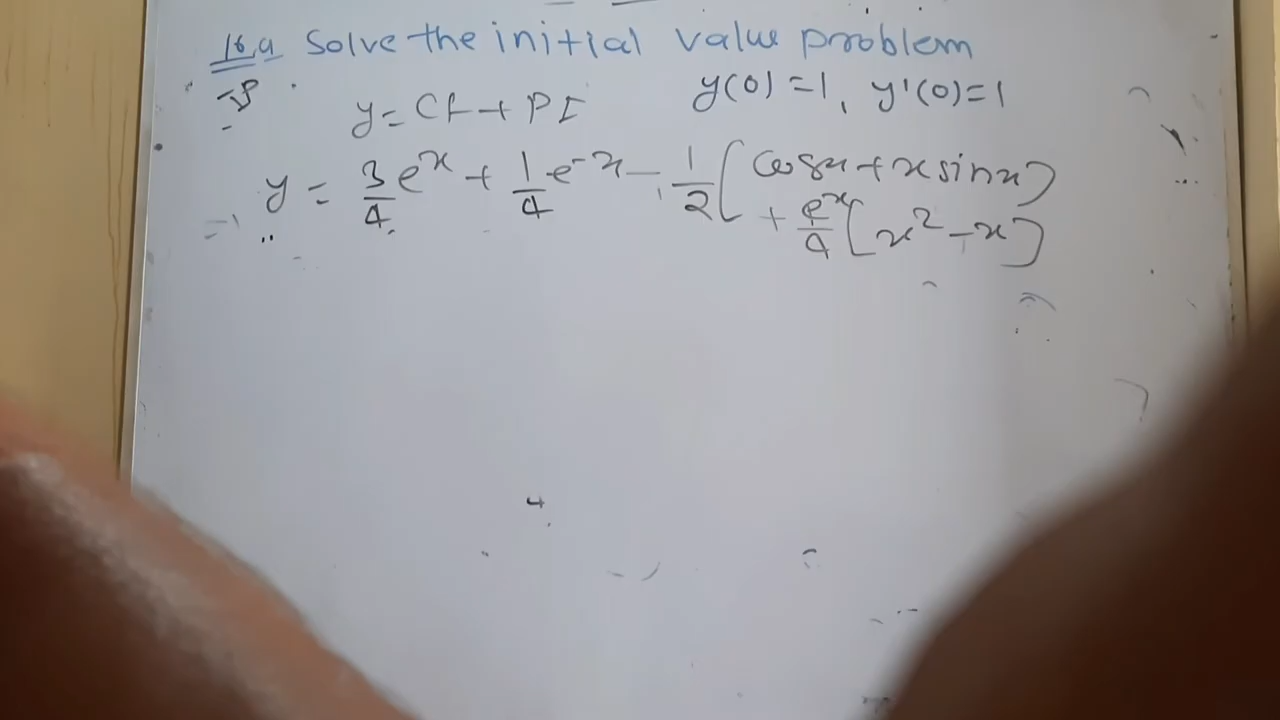 16.a Solve the initial value problem
y(0) =1, y'(0)=1
y = CF + PI
y = 3/4 e^x + 1/4 e^-x - 1/2 [cosx + x sinx]
+ e^x/4 [x^2 - x]